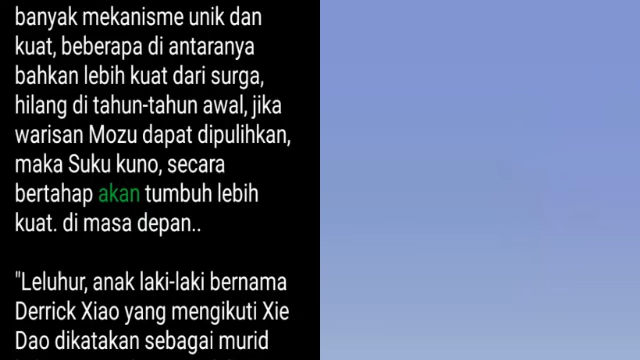 banyak mekanisme unik dan
kuat, beberapa di antaranya
bahkan lebih kuat dari surga,
hilang di tahun-tahun awal, jika
warisan Mozu dapat dipulihkan,
maka Suku kuno, secara
bertahap akan tumbuh lebih
kuat. di masa depan..
"Leluhur, anak laki-laki bernama
Derrick Xiao yang mengikuti Xie
Dao dikatakan sebagai murid